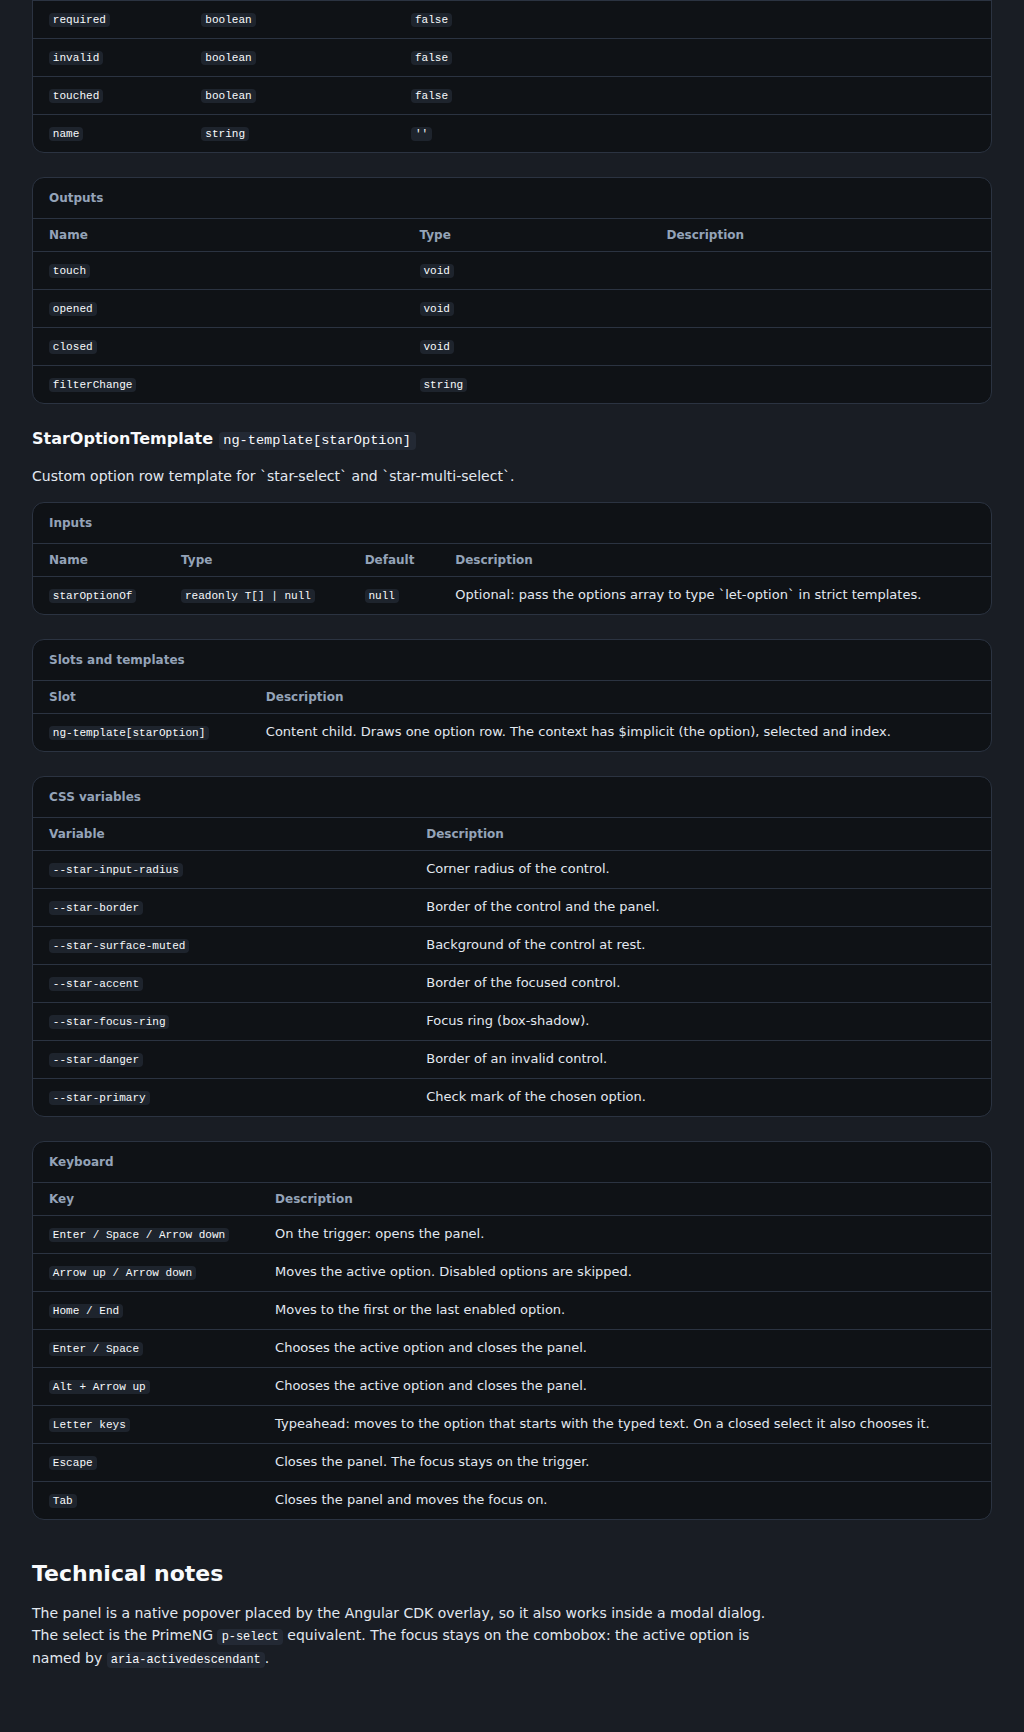 required boolean false
invalid boolean false
touched boolean false
name string ''
Outputs
Name Type Description
touch void
opened void
closed void
filterChange string
StarOptionTemplate ng-template[starOption]
Custom option row template for `star-select` and `star-multi-select`.
Inputs
Name Type Default Description
starOptionOf readonly T[] | null null Optional: pass the options array to type `let-option` in strict templates.
Slots and templates
Slot Description
ng-template[starOption] Content child. Draws one option row. The context has $implicit (the option), selected and index.
CSS variables
Variable Description
--star-input-radius Corner radius of the control.
--star-border Border of the control and the panel.
--star-surface-muted Background of the control at rest.
--star-accent Border of the focused control.
--star-focus-ring Focus ring (box-shadow).
--star-danger Border of an invalid control.
--star-primary Check mark of the chosen option.
Keyboard
Key Description
Enter / Space / Arrow down On the trigger: opens the panel.
Arrow up / Arrow down Moves the active option. Disabled options are skipped.
Home / End Moves to the first or the last enabled option.
Enter / Space Chooses the active option and closes the panel.
Alt + Arrow up Chooses the active option and closes the panel.
Letter keys Typeahead: moves to the option that starts with the typed text. On a closed select it also chooses it.
Escape Closes the panel. The focus stays on the trigger.
Tab Closes the panel and moves the focus on.
Technical notes
The panel is a native popover placed by the Angular CDK overlay, so it also works inside a modal dialog.
The select is the PrimeNG p-select equivalent. The focus stays on the combobox: the active option is
named by aria-activedescendant.